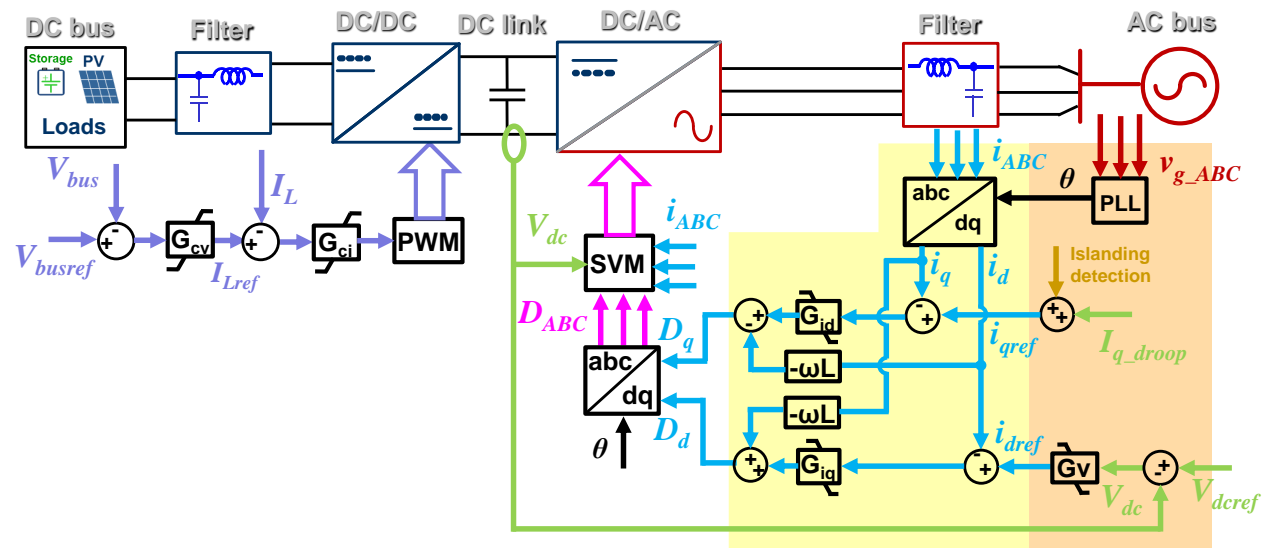 DC bus
Filter
DC/DC
DC link
DC/AC
Filter
AC bus
Storage
PV
Loads
V_bus
I_L
i_ABC
θ
v_g_ABC
abc
dq
PLL
V_busref
+
-
G_cv
I_Lref
+
-
G_ci
PWM
V_dc
i_ABC
SVM
i_q
i_d
Islanding
detection
D_ABC
D_q
-
+
G_id
-
+
i_qref
+
+
I_q_droop
abc
dq
-ωL
-ωL
D_d
θ
+
+
G_iq
-
+
i_dref
Gv
V_dc
+
-
V_dcref